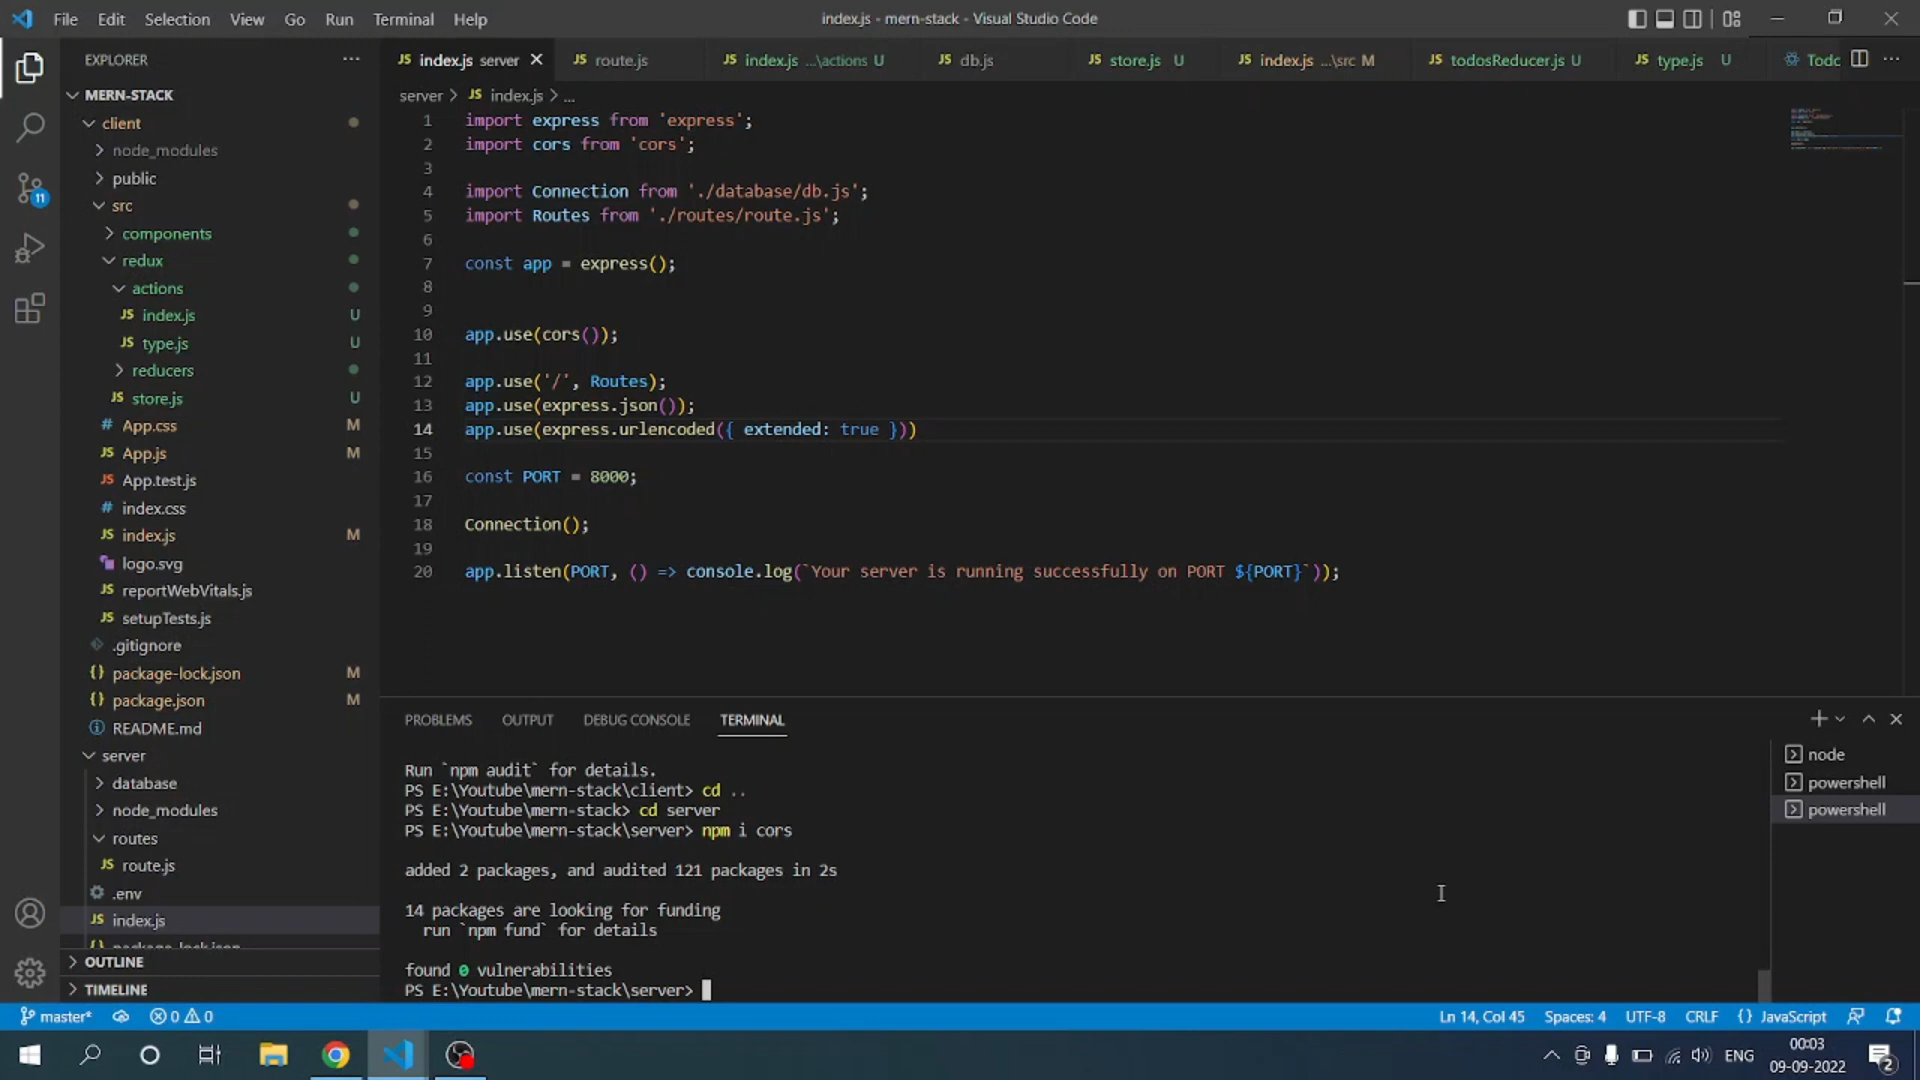 File Edit Selection View Go Run Terminal Help
index.js - mern-stack - Visual Studio Code
EXPLORER
MERN-STACK
client
node_modules
public
src
components
redux
actions
index.js U
type.js U
reducers
store.js U
App.css M
App.js M
App.test.js
index.css
index.js M
logo.svg
reportWebVitals.js
setupTests.js
.gitignore
package-lock.json M
package.json M
README.md
server
database
node_modules
routes
route.js
.env
index.js
package-lock.json
OUTLINE
TIMELINE
11
JS index.js server
JS route.js
JS index.js ...\actions U
JS db.js
JS store.js U
JS index.js ...\src M
JS todosReducer.js U
JS type.js U
Todo
server > JS index.js > ...
1 import express from 'express';
2 import cors from 'cors';
3
4 import Connection from './database/db.js';
5 import Routes from './routes/route.js';
6
7 const app = express();
8
9
10 app.use(cors());
11
12 app.use('/', Routes);
13 app.use(express.json());
14 app.use(express.urlencoded({ extended: true }))
15
16 const PORT = 8000;
17
18 Connection();
19
20 app.listen(PORT, () => console.log(`Your server is running successfully on PORT ${PORT}`));
PROBLEMS OUTPUT DEBUG CONSOLE TERMINAL
Run `npm audit` for details.
PS E:\Youtube\mern-stack\client> cd ..
PS E:\Youtube\mern-stack> cd server
PS E:\Youtube\mern-stack\server> npm i cors
added 2 packages, and audited 121 packages in 2s
14 packages are looking for funding
run `npm fund` for details
found 0 vulnerabilities
PS E:\Youtube\mern-stack\server>
node
powershell
powershell
master* 0 0
Ln 14, Col 45 Spaces: 4 UTF-8 CRLF {} JavaScript
ENG
00:03
09-09-2022
2